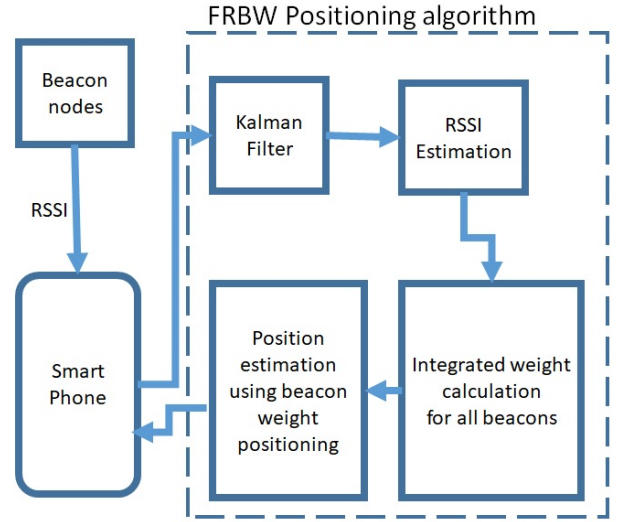 FRBW Positioning algorithm
Beacon
nodes
Kalman
Filter
RSSI
Estimation
RSSI
Smart
Phone
Position
estimation
using beacon
weight
positioning
Integrated weight
calculation
for all beacons